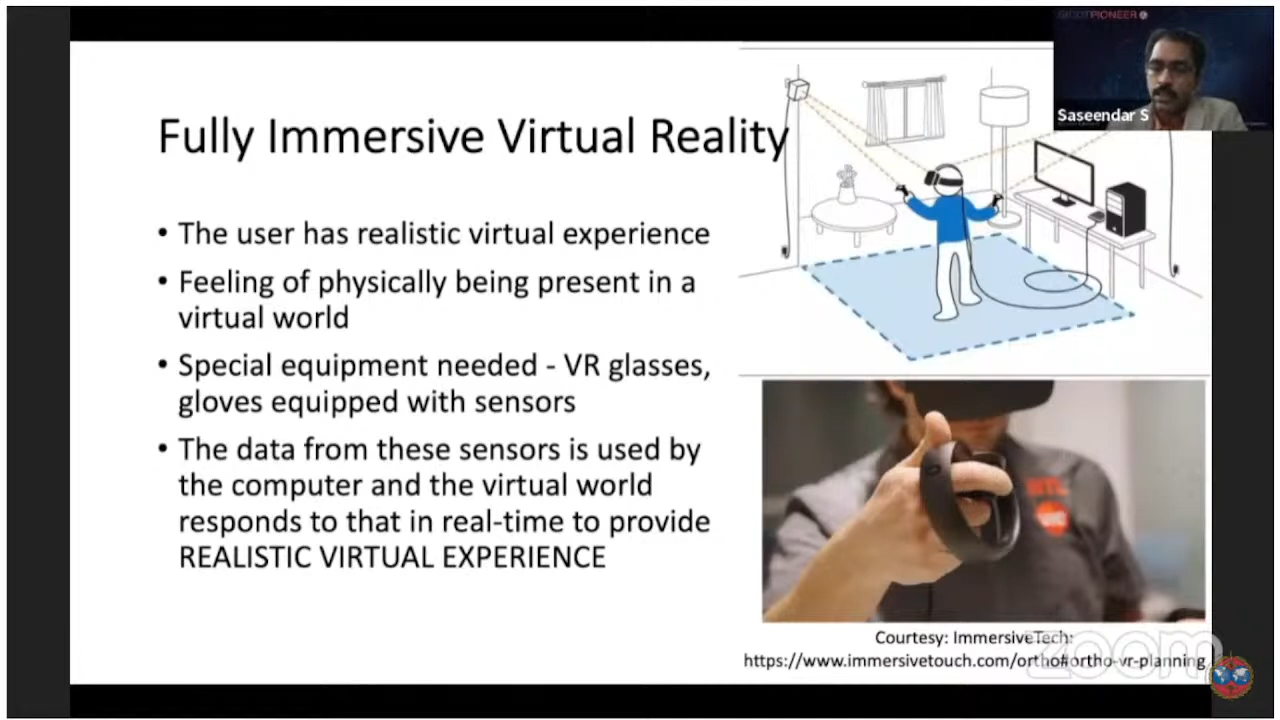 PIONEER
Saseendar S
Fully Immersive Virtual Reality
• The user has realistic virtual experience
• Feeling of physically being present in a
virtual world
• Special equipment needed - VR glasses,
gloves equipped with sensors
• The data from these sensors is used by
the computer and the virtual world
responds to that in real-time to provide
REALISTIC VIRTUAL EXPERIENCE
Courtesy: ImmersiveTech:
https://www.immersivetouch.com/ortho#ortho-vr-planning
zoom